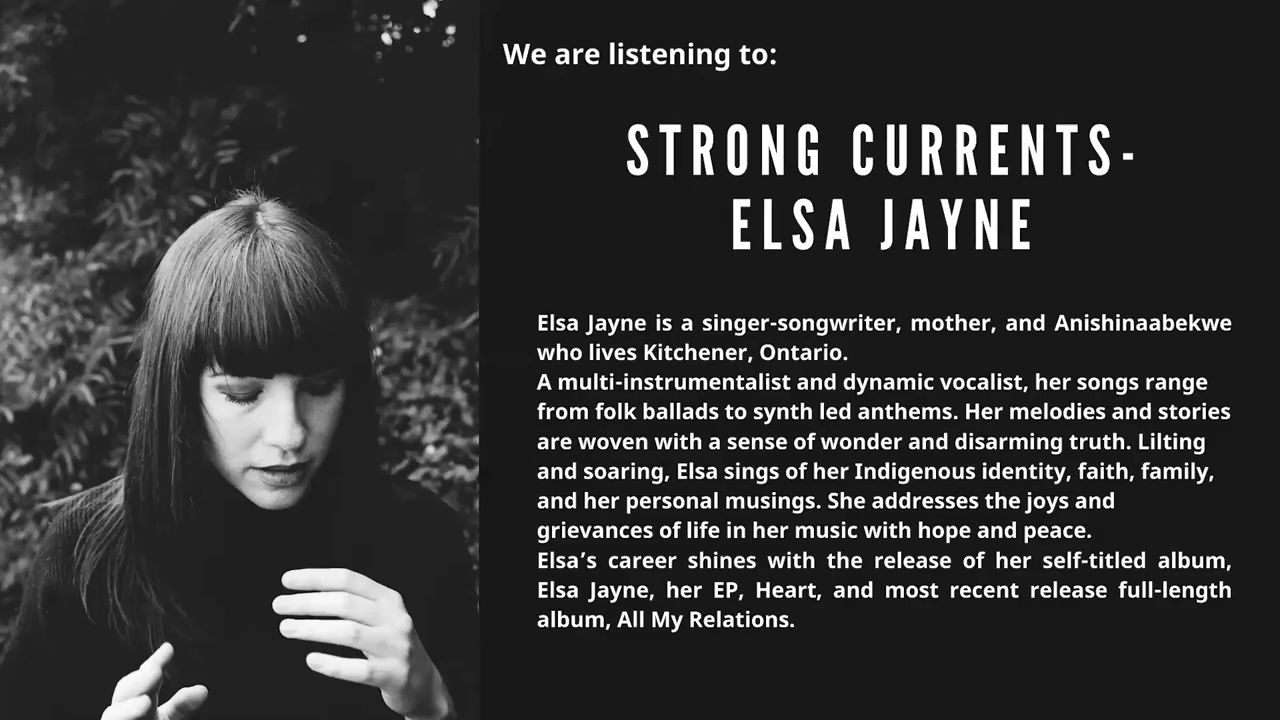 We are listening to:
STRONG CURRENTS-
ELSA JAYNE
Elsa Jayne is a singer-songwriter, mother, and Anishinaabekwe
who lives Kitchener, Ontario.
A multi-instrumentalist and dynamic vocalist, her songs range
from folk ballads to synth led anthems. Her melodies and stories
are woven with a sense of wonder and disarming truth. Lilting
and soaring, Elsa sings of her Indigenous identity, faith, family,
and her personal musings. She addresses the joys and
grievances of life in her music with hope and peace.
Elsa’s career shines with the release of her self-titled album,
Elsa Jayne, her EP, Heart, and most recent release full-length
album, All My Relations.